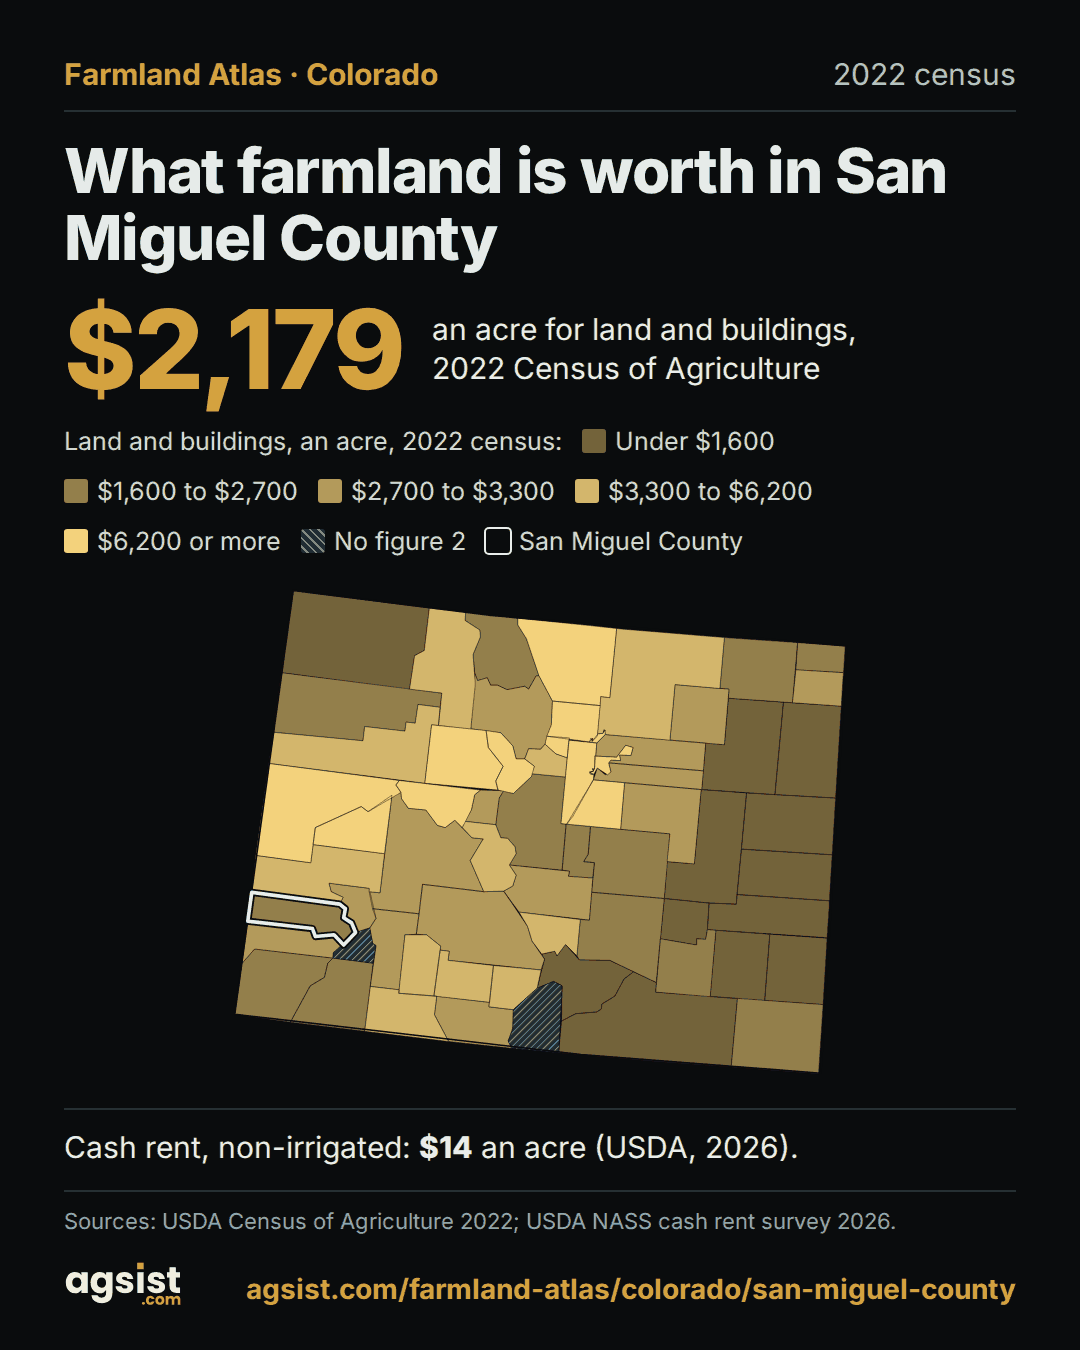 Farmland Atlas · Colorado
2022 census
What farmland is worth in San
Miguel County
$2,179
an acre for land and buildings,
2022 Census of Agriculture
Land and buildings, an acre, 2022 census: Under $1,600
$1,600 to $2,700 $2,700 to $3,300 $3,300 to $6,200
$6,200 or more No figure 2 San Miguel County
Cash rent, non-irrigated: $14 an acre (USDA, 2026).
Sources: USDA Census of Agriculture 2022; USDA NASS cash rent survey 2026.
agsist
.com
agsist.com/farmland-atlas/colorado/san-miguel-county